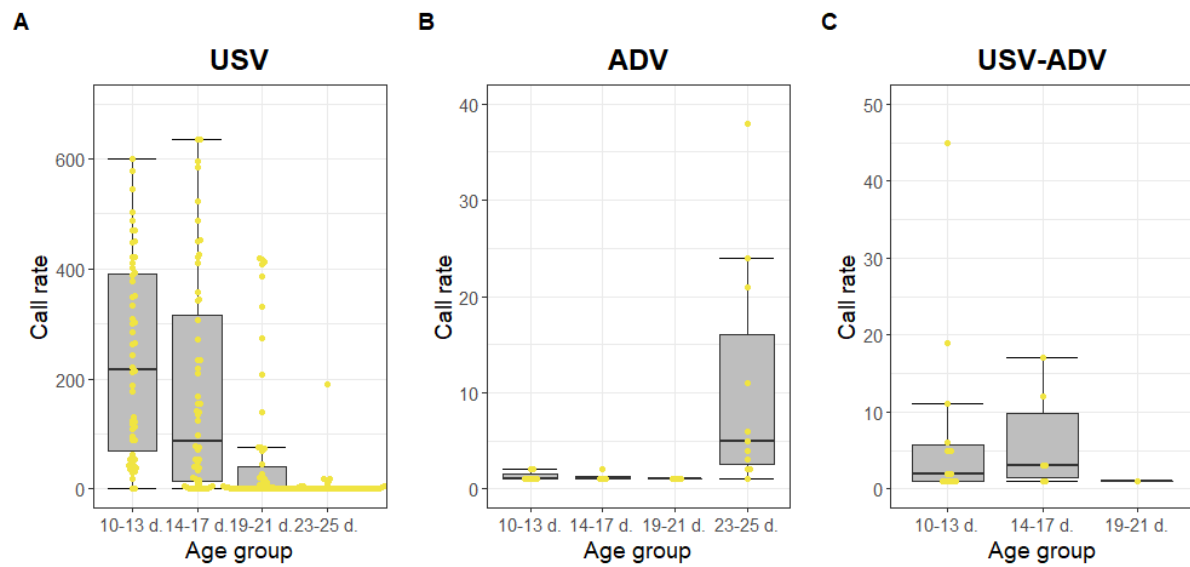 A
B
C
USV
ADV
USV-ADV
Call rate
600
400
200
0
10-13 d.
14-17 d.
19-21 d.
23-25 d.
Age group
Call rate
40
30
20
10
0
10-13 d.
14-17 d.
19-21 d.
23-25 d.
Age group
Call rate
50
40
30
20
10
0
10-13 d.
14-17 d.
19-21 d.
Age group